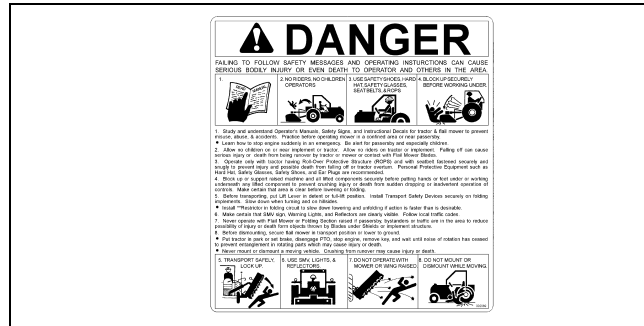 DANGER
FAILING TO FOLLOW SAFETY MESSAGES AND OPERATING INSTURCTIONS CAN CAUSE
SERIOUS BODILY INJURY OR EVEN DEATH TO OPERATOR AND OTHERS IN THE AREA.
1.
2. NO RIDERS, NO CHILDREN
OPERATORS
3. USE SAFETY SHOES, HARD
HAT, SAFETY GLASSES,
SEAT BELTS, & ROPS.
4. BLOCK UP SECURELY
BEFORE WORKING UNDER.
1. Study and understand Operator's Manuals, Safety Signs, and Instructional Decals for tractor & flail mower to prevent
misuse, abuse, & accidents. Practice before operating mower in a confined area or near passerby.
• Learn how to stop engine suddenly in an emergency. Be alert for passerby and especially children.
2. Allow no children on or near implement or tractor. Allow no riders on tractor or implement. Falling off can cause
serious injury or death from being runover by tractor or mower or contact with Flail Mower Blades.
3. Operate only with tractor having Roll-Over Protective Structure (ROPS) and with seatbelt fastened securely and
snugly to prevent injury and possible death from falling off or tractor overturn. Personal Protective Equipment such as
Hard Hat, Safety Glasses, Safety Shoes, and Ear Plugs are recommended.
4. Block up or support raised machine and all lifted components securely before putting hands or feet under or working
underneath any lifted component to prevent crushing injury or death from sudden dropping or inadvertent operation of
controls. Make certain that area is clear before lowering or folding.
5. Before transporting, put Lift Lever in detent or full-lift position. Install Transport Safety Devices securely on folding
implements. Slow down when turning and on hillsides.
• Install **Restrictor in folding circuit to slow down lowering and unfolding if action is faster than is desirable.
6. Make certain that SMV sign, Warning Lights, and Reflectors are clearly visible. Follow local traffic codes.
7. Never operate with Flail Mower or Folding Section raised if passerby, bystanders or traffic are in the area to reduce
possibility of injury or death form objects thrown by Blades under Shields or implement structure.
8. Before dismounting, secure flail mower in transport position or lower to ground.
• Put tractor in park or set brake, disengage PTO, stop engine, remove key, and wait until noise of rotation has ceased
to prevent entanglement in rotating parts which may cause injury or death.
• Never mount or dismount a moving vehicle. Crushing from runover may cause injury or death.
5. TRANSPORT SAFELY.
LOCK UP.
6. USE SMV, LIGHTS, &
REFLECTORS.
7. DO NOT OPERATE WITH
MOWER OR WING RAISED.
8. DO NOT MOUNT OR
DISMOUNT WHILE MOVING.